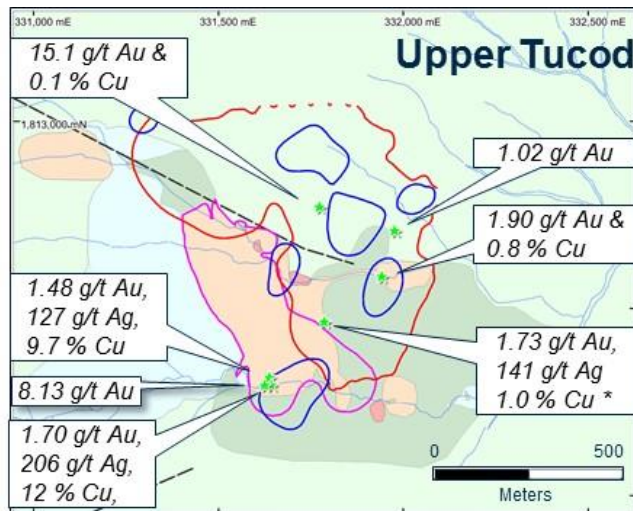 331,000 mE
331,500 mE
332,000 mE
332,500 m
Upper Tucod
15.1 g/t Au &
0.1 % Cu
1,813,000 mN
1.02 g/t Au
1.90 g/t Au &
0.8 % Cu
1.48 g/t Au,
127 g/t Ag,
9.7 % Cu
8.13 g/t Au
1.73 g/t Au,
141 g/t Ag
1.0 % Cu *
1.70 g/t Au,
206 g/t Ag,
12 % Cu,
0
500
Meters